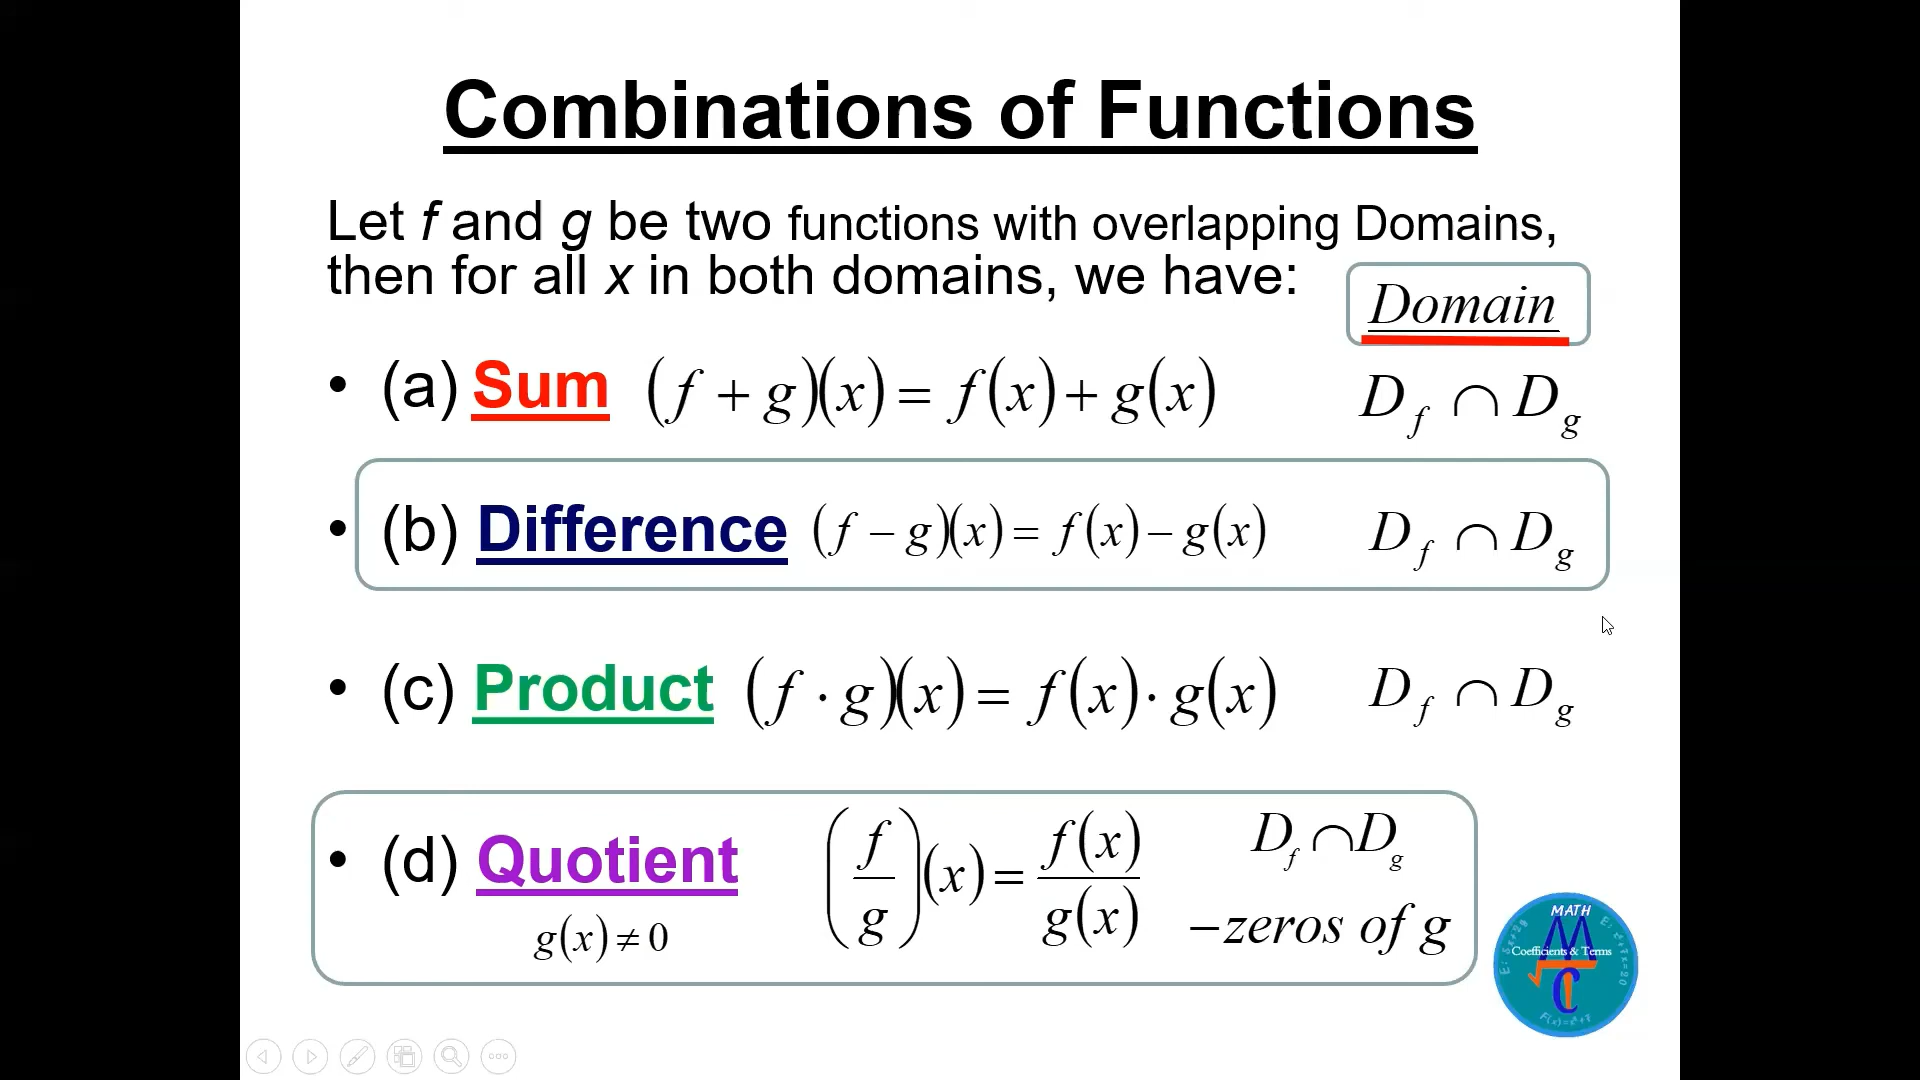 Combinations of Functions
Let f and g be two functions with overlapping Domains,
then for all x in both domains, we have:
Domain
• (a) Sum (f + g)(x) = f(x) + g(x) D_f ∩ D_g
• (b) Difference (f − g)(x) = f(x) − g(x) D_f ∩ D_g
• (c) Product (f · g)(x) = f(x) · g(x) D_f ∩ D_g
• (d) Quotient (f/g)(x) = f(x)/g(x) D_f ∩ D_g
g(x) ≠ 0 −zeros of g
MATH
Coefficients & Terms